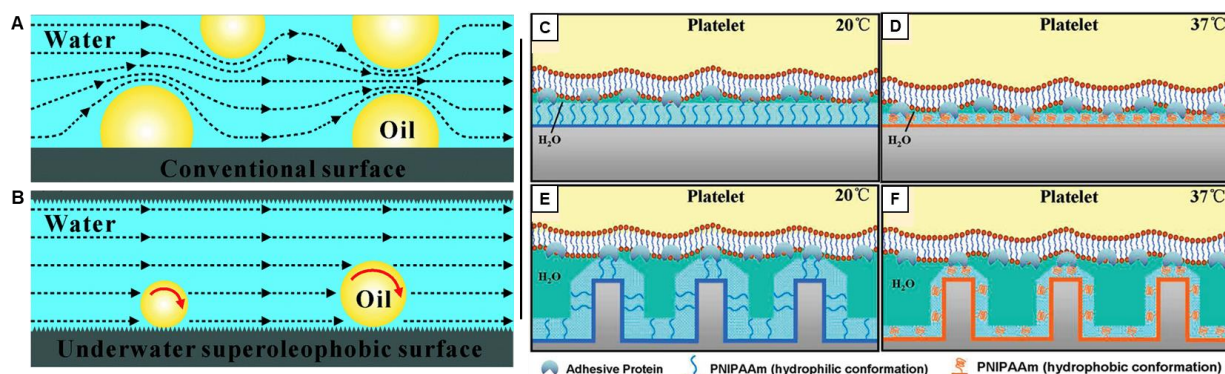 A
Water
Oil
Conventional surface
B
Water
Oil
Underwater superoleophobic surface
C
Platelet
20℃
H₂O
D
Platelet
37℃
H₂O
E
Platelet
20℃
H₂O
F
Platelet
37℃
H₂O
Adhesive Protein
PNIPAAm (hydrophilic conformation)
PNIPAAm (hydrophobic conformation)